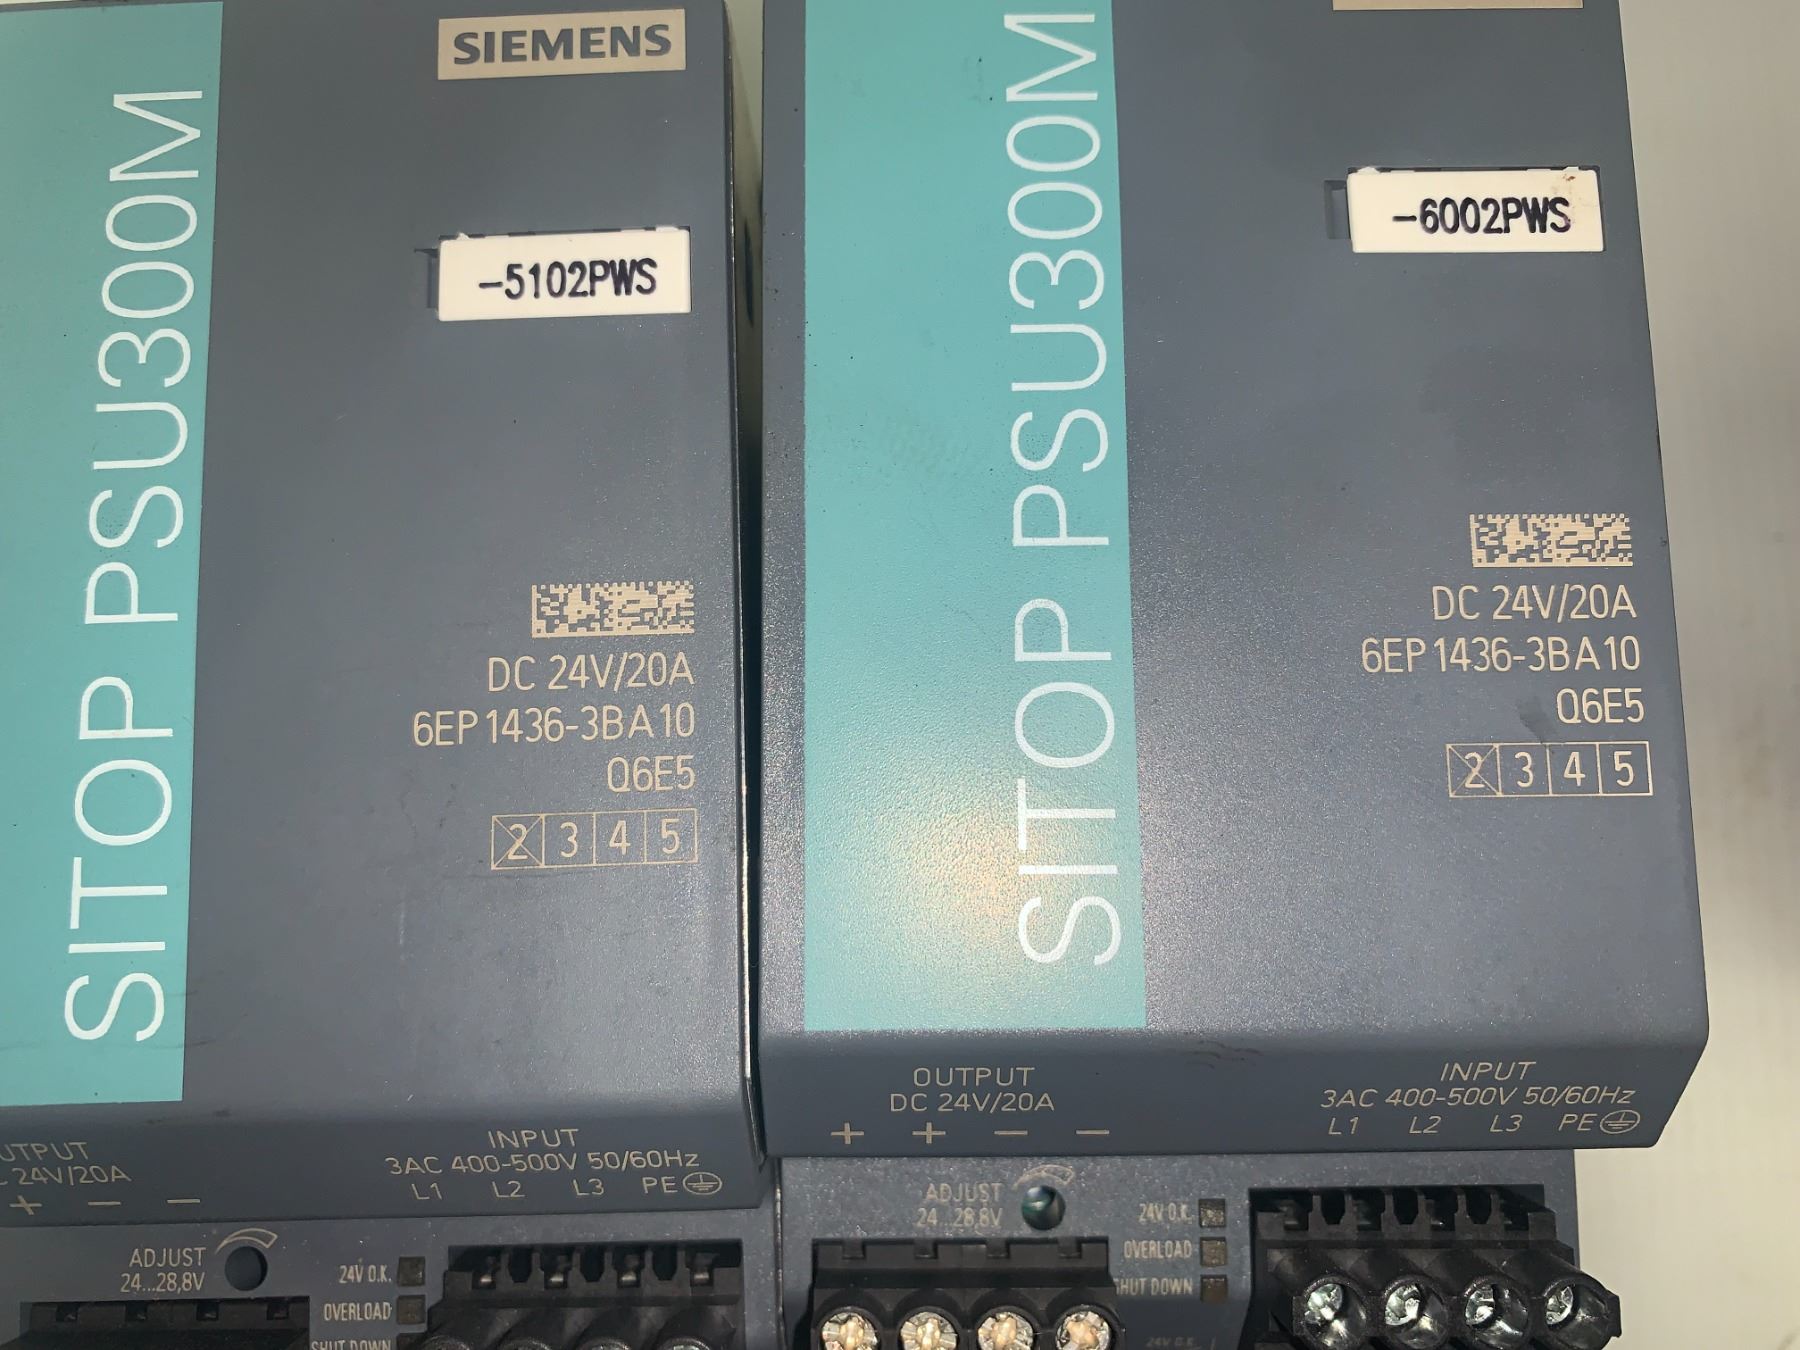 SIEMENS
SITOP PSU300M
-5102PWS
DC 24V/20A
6EP1436-3BA10
Q6E5
2 3 4 5
24V/20A
+ - -
INPUT
3AC 400-500V 50/60Hz
L1 L2 L3 PE
ADJUST
24...28,8V
24V O.K.
OVERLOAD
SHUT DOWN
SITOP PSU300M
-6002PWS
DC 24V/20A
6EP1436-3BA10
Q6E5
2 3 4 5
OUTPUT
DC 24V/20A
+ + - -
INPUT
3AC 400-500V 50/60Hz
L1 L2 L3 PE
ADJUST
24...28,8V
24V O.K.
OVERLOAD
SHUT DOWN